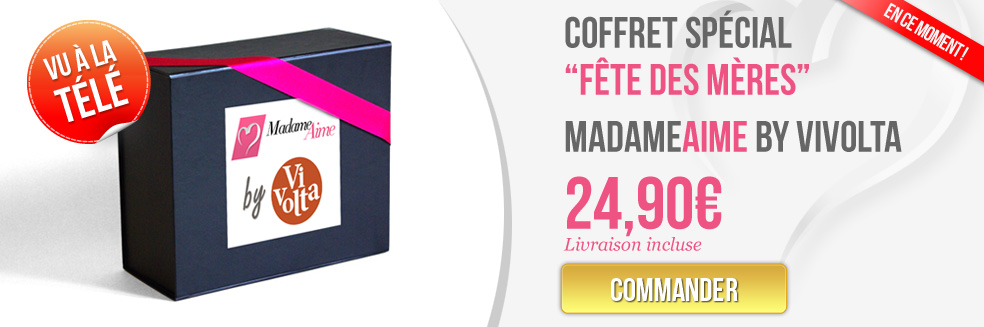 VU À LA
TÉLÉ
Madame
Aime
by
Vi
Volta
COFFRET SPÉCIAL
“FÊTE DES MÈRES”
MADAMEAIME BY VIVOLTA
24,90€
Livraison incluse
COMMANDER
EN CE MOMENT !